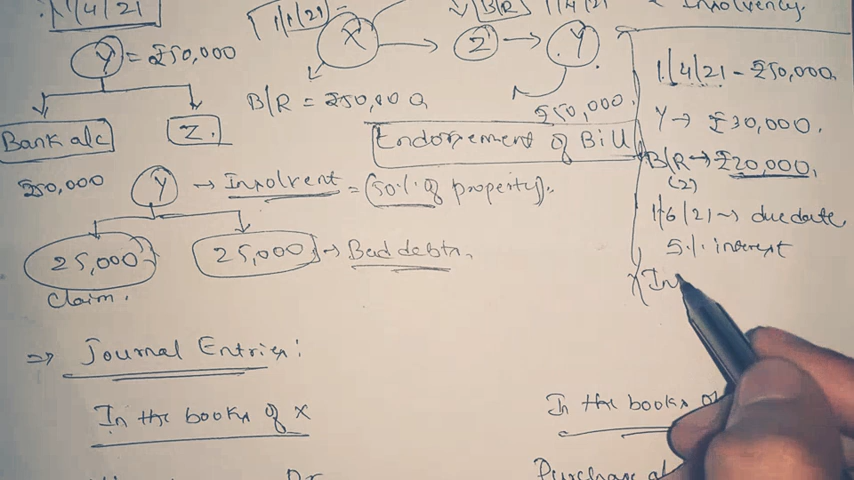 1/4/21
1/1/21
X
B/R
1/4/21
Insolvency.
Y = ₹50,000
Z
Y
B/R = ₹50,000
₹50,000.
Bank a/c
Z.
Endorsement of Bill
1/4/21 - ₹50,000
Y → ₹30,000.
B/R → ₹20,000.
(2)
1/6/21 → due date
5% interest
In
₹50,000
Y → Insolvent = (50% of property).
25,000
25,000 → Bad debts.
Claim.
⇒ Journal Entries:
In the books of X
In the books of
Dr
Purchase a/c